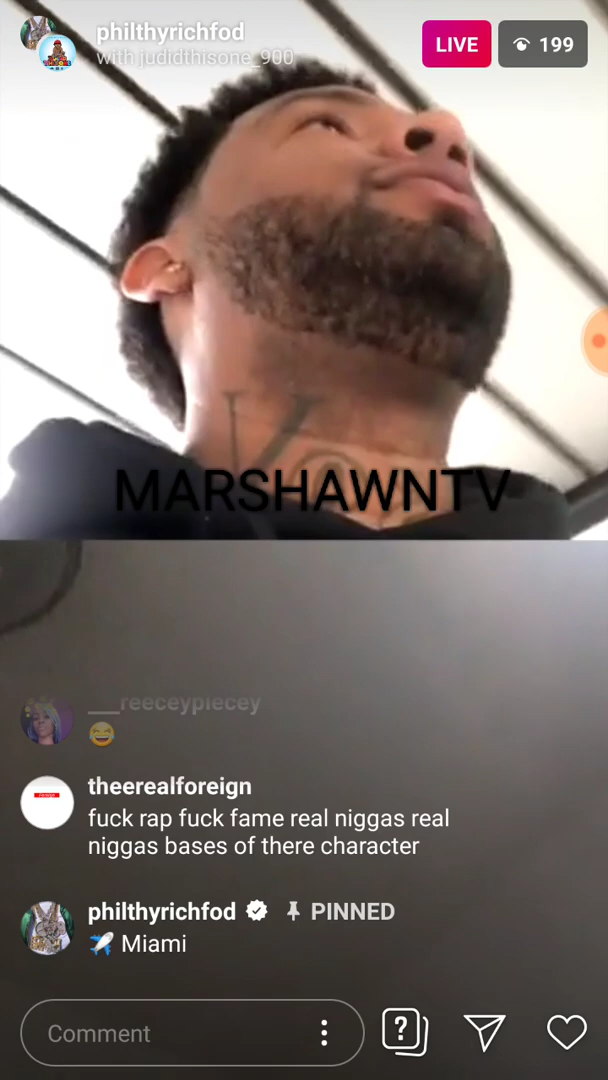 philthyrichfod
with judidthisone_900
LIVE
199
MARSHAWNTV
___reeceypiecey
😂
theerealforeign
fuck rap fuck fame real niggas real
niggas bases of there character
philthyrichfod PINNED
✈️ Miami
Comment